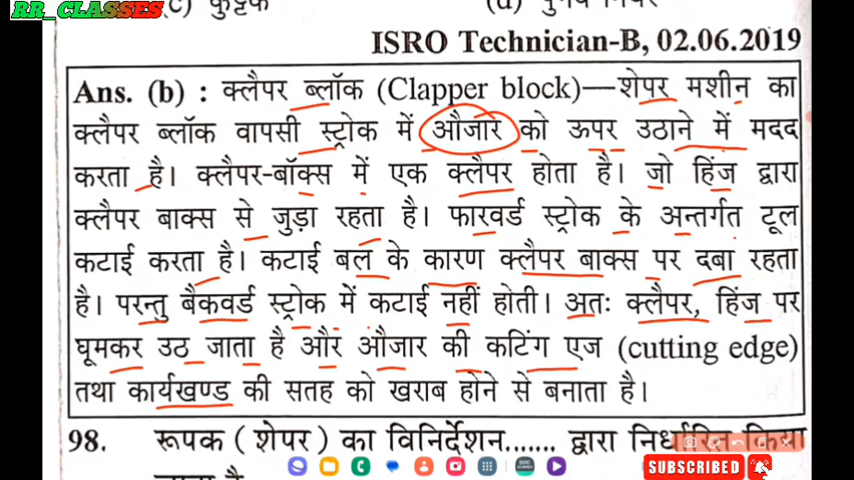 RR_CLASSES
(c) कुट्टक
ISRO Technician-B, 02.06.2019
Ans. (b) : क्लैपर ब्लॉक (Clapper block)—शेपर मशीन का
क्लैपर ब्लॉक वापसी स्ट्रोक में औजार को ऊपर उठाने में मदद
करता है। क्लैपर-बॉक्स में एक क्लैपर होता है। जो हिंज द्वारा
क्लैपर बाक्स से जुड़ा रहता है। फारवर्ड स्ट्रोक के अन्तर्गत टूल
कटाई करता है। कटाई बल के कारण क्लैपर बाक्स पर दबा रहता
है। परन्तु बैकवर्ड स्ट्रोक में कटाई नहीं होती। अतः क्लैपर, हिंज पर
घूमकर उठ जाता है और औजार की कटिंग एज (cutting edge)
तथा कार्यखण्ड की सतह को खराब होने से बनाता है।
98. रूपक (शेपर) का विनिर्देशन....... द्वारा निर्धारित किया
SUBSCRIBED